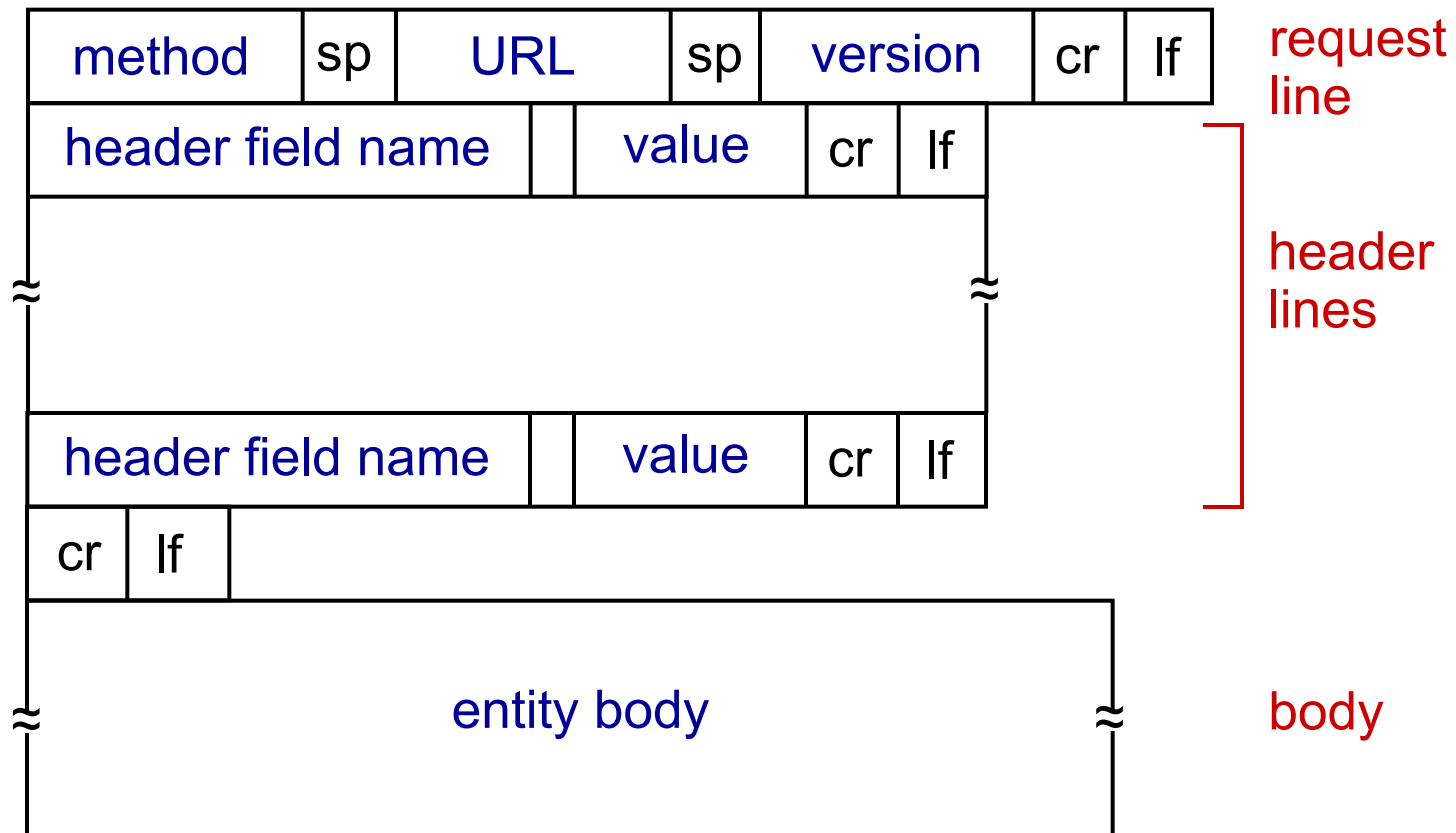 method sp URL sp version cr lf
request
line
header field name value cr lf
header
lines
header field name value cr lf
cr lf
entity body
body